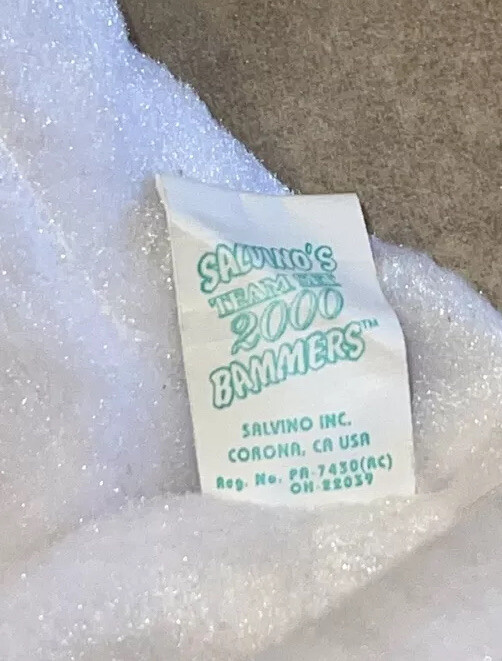 SALVINO'S
TEAM
2000
BAMMERS™
SALVINO INC.
CORONA, CA USA
Reg. No. PA-7430(RC)
OH-22039